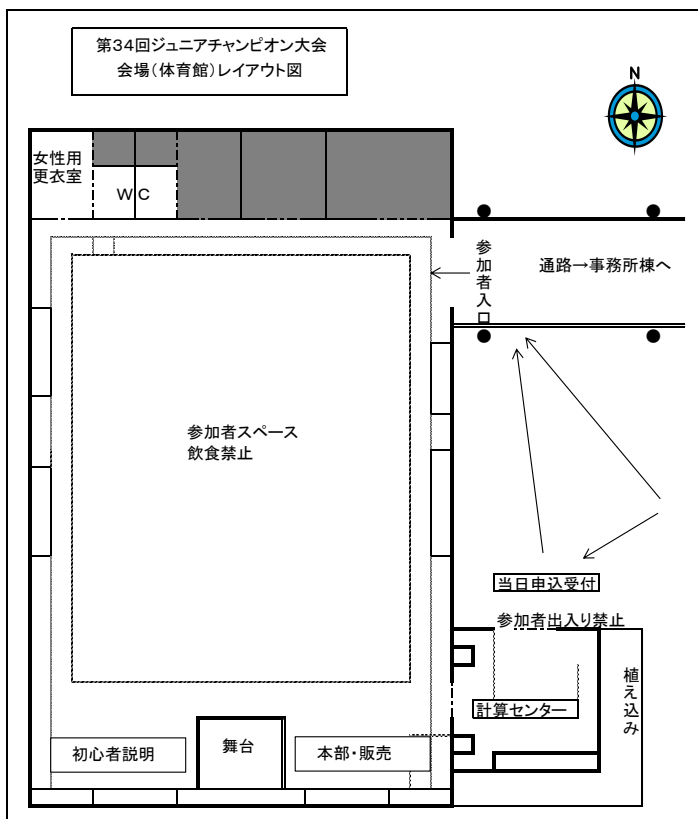 第34回ジュニアチャンピオン大会
会場(体育館)レイアウト図
N
女性用
更衣室
WC
参加者入口
通路→事務所棟へ
参加者スペース
飲食禁止
当日申込受付
参加者出入り禁止
植え込み
計算センター
初心者説明
舞台
本部・販売